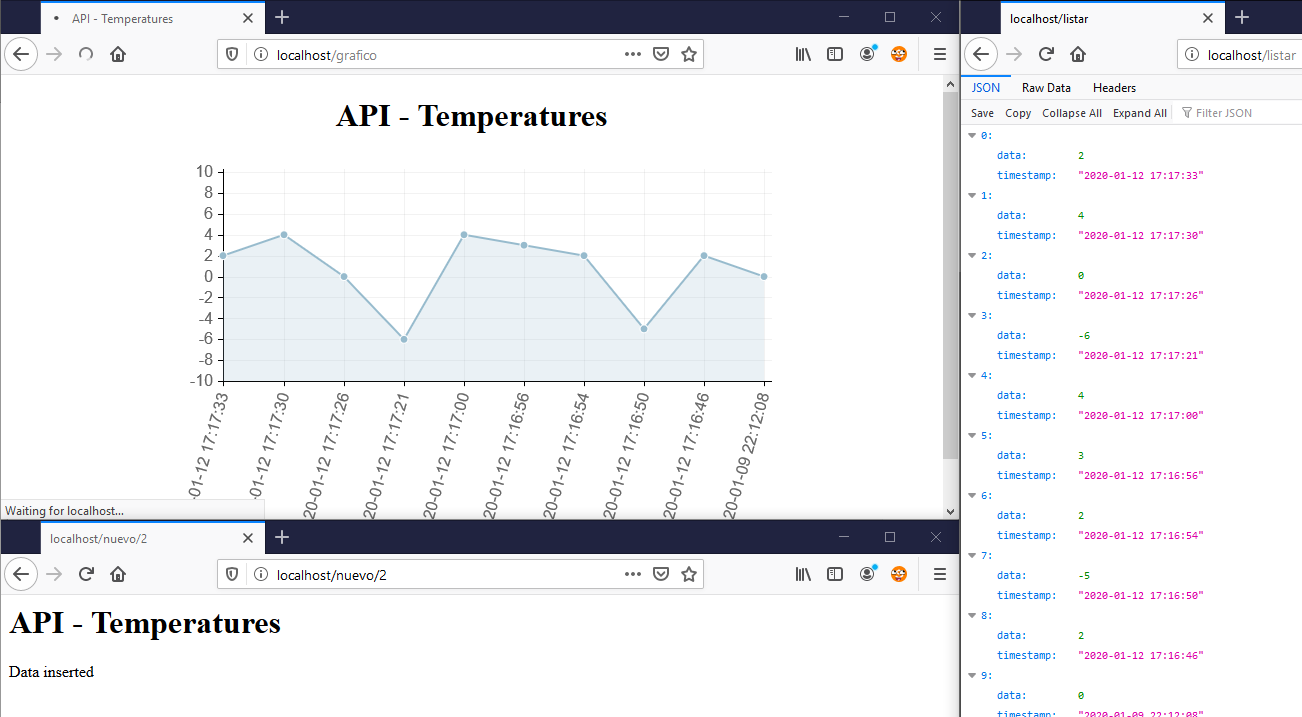 API - Temperatures
localhost/grafico
API - Temperatures
10
8
6
4
2
0
-2
-4
-6
-8
-10
-01-12 17:17:33
-01-12 17:17:30
20-01-12 17:17:26
20-01-12 17:17:21
20-01-12 17:17:00
20-01-12 17:16:56
20-01-12 17:16:54
20-01-12 17:16:50
20-01-12 17:16:46
20-01-09 22:12:08
Waiting for localhost...
localhost/nuevo/2
localhost/nuevo/2
API - Temperatures
Data inserted
localhost/listar
localhost/listar
JSON Raw Data Headers
Save Copy Collapse All Expand All Filter JSON
0:
data: 2
timestamp: "2020-01-12 17:17:33"
1:
data: 4
timestamp: "2020-01-12 17:17:30"
2:
data: 0
timestamp: "2020-01-12 17:17:26"
3:
data: -6
timestamp: "2020-01-12 17:17:21"
4:
data: 4
timestamp: "2020-01-12 17:17:00"
5:
data: 3
timestamp: "2020-01-12 17:16:56"
6:
data: 2
timestamp: "2020-01-12 17:16:54"
7:
data: -5
timestamp: "2020-01-12 17:16:50"
8:
data: 2
timestamp: "2020-01-12 17:16:46"
9:
data: 0
timestamp: "2020-01-09 22:12:08"